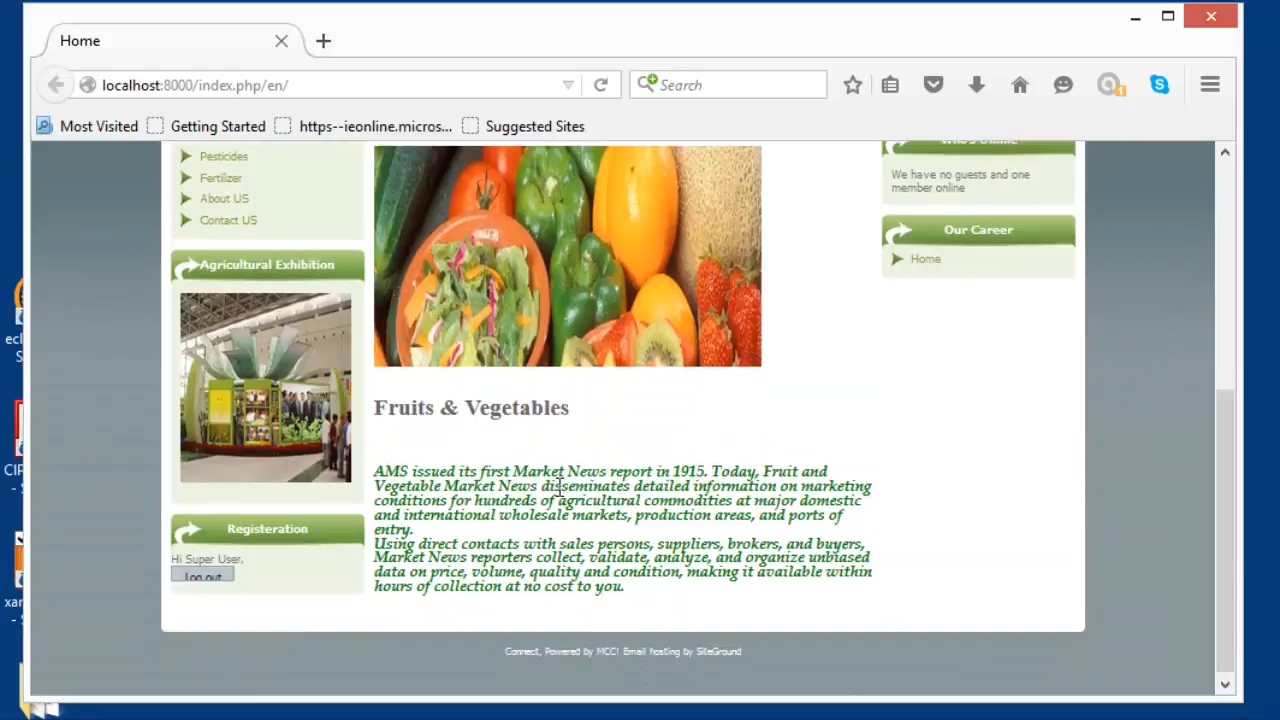 Home
localhost:8000/index.php/en/
Search
Most Visited
Getting Started
https--ieonline.micros...
Suggested Sites
Pesticides
Fertilizer
About US
Contact US
Agricultural Exhibition
Registeration
Hi Super User,
Log out
Fruits & Vegetables
AMS issued its first Market News report in 1915. Today, Fruit and
Vegetable Market News disseminates detailed information on marketing
conditions for hundreds of agricultural commodities at major domestic
and international wholesale markets, production areas, and ports of
entry.
Using direct contacts with sales persons, suppliers, brokers, and buyers,
Market News reporters collect, validate, analyze, and organize unbiased
data on price, volume, quality and condition, making it available within
hours of collection at no cost to you.
Who's Online
We have no guests and one
member online
Our Career
Home
Connect, Powered by MCC! Email hosting by SiteGround
ecl
S
CIP
- S
xar
- S